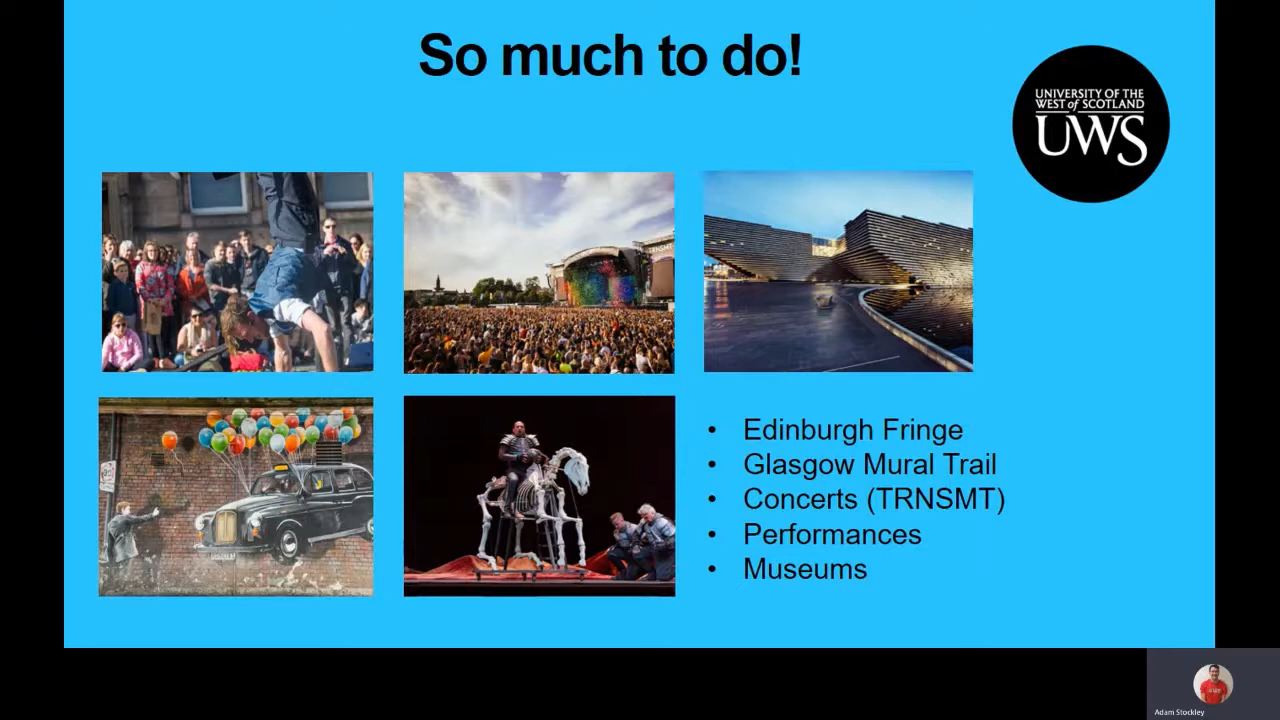 So much to do!
UNIVERSITY OF THE
WEST of SCOTLAND
UWS
TRNSMT
• Edinburgh Fringe
• Glasgow Mural Trail
• Concerts (TRNSMT)
• Performances
• Museums
Adam Stockley